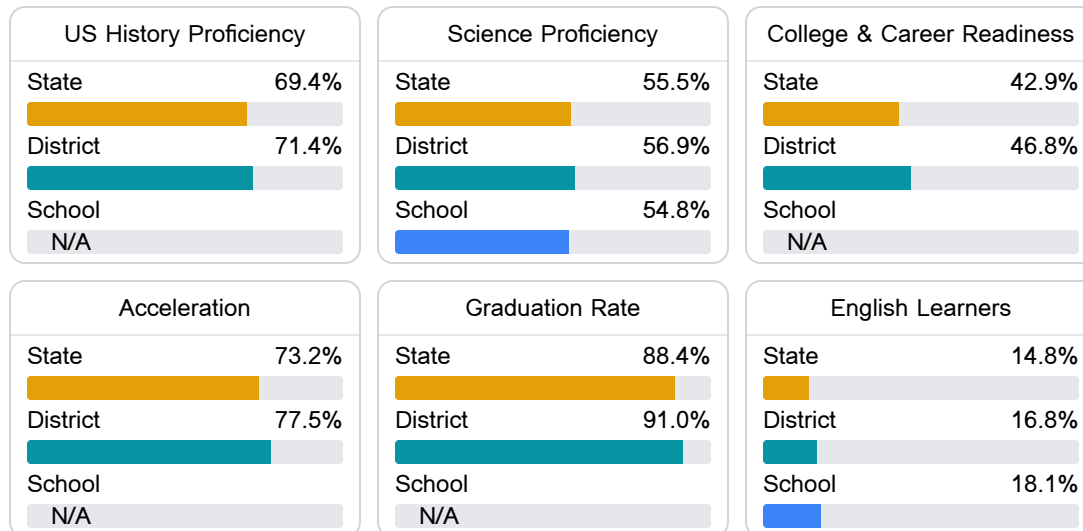 US History Proficiency
State 69.4%
District 71.4%
School
N/A
Science Proficiency
State 55.5%
District 56.9%
School 54.8%
College & Career Readiness
State 42.9%
District 46.8%
School
N/A
Acceleration
State 73.2%
District 77.5%
School
N/A
Graduation Rate
State 88.4%
District 91.0%
School
N/A
English Learners
State 14.8%
District 16.8%
School 18.1%